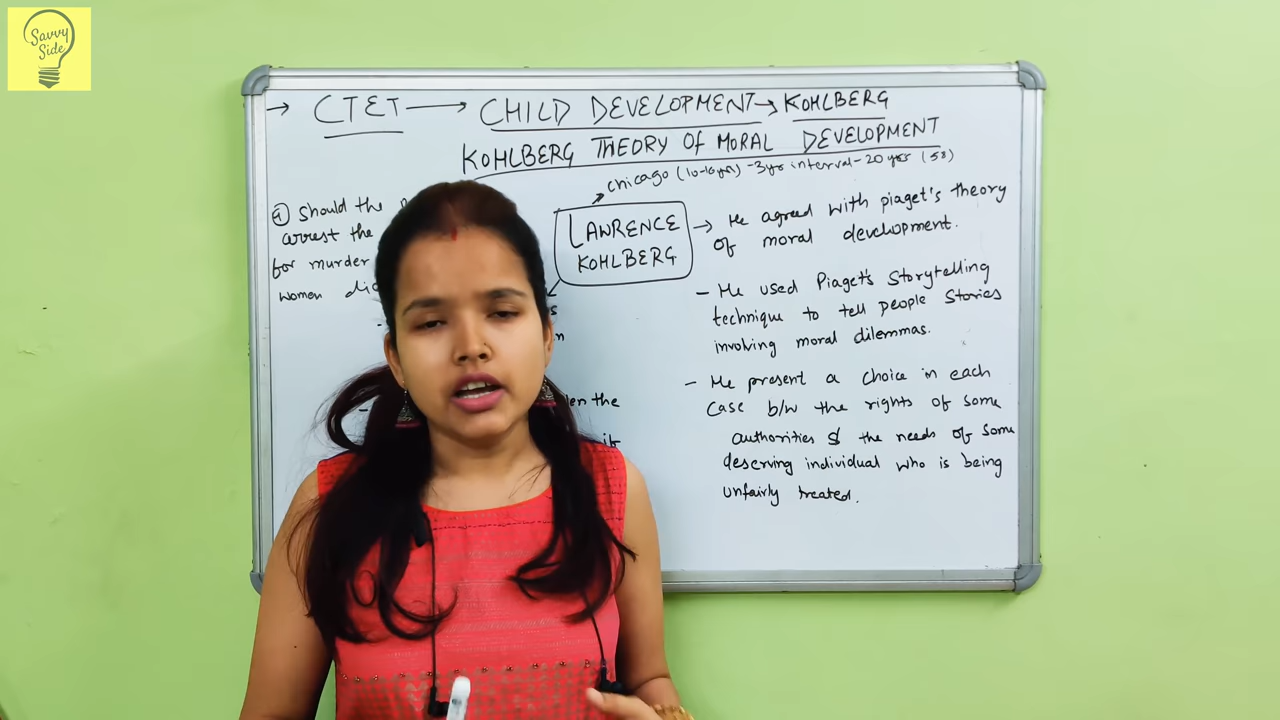 Savvy
Side
→ CTET → CHILD DEVELOPMENT → KOHLBERG
KOHLBERG THEORY OF MORAL DEVELOPMENT
chicago (10-16yrs) - 3yr interval - 20 yrs (58)
Should the
arrest the
for murder
women
LAWRENCE
KOHLBERG
→ He agreed with piaget's theory
of moral development.
- He used Piaget's Storytelling
technique to tell people Stories
involving moral dilemmas.
- He present a choice in each
case b/w the rights of some
authorities & the needs of some
deserving individual who is being
unfairly treated.
the